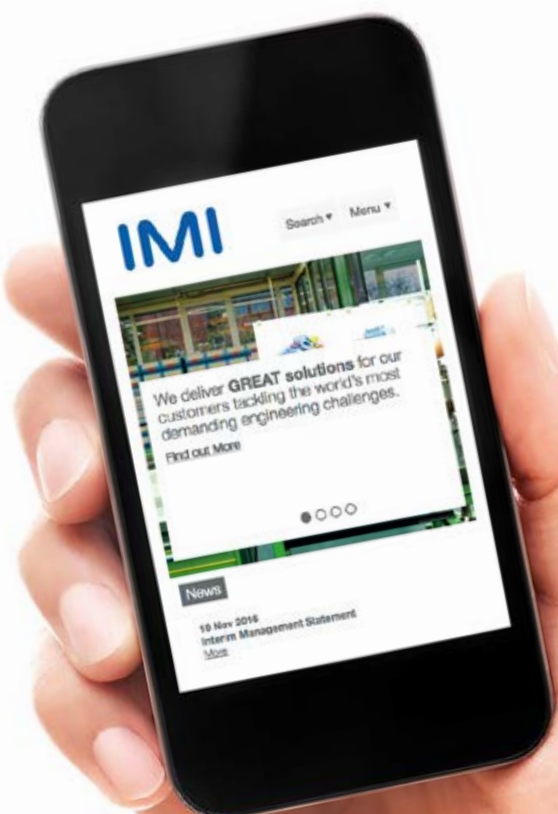 IMI
Search ▾ Menu ▾
We deliver GREAT solutions for our
customers tackling the world's most
demanding engineering challenges.
Find out More
News
10 Nov 2016
Interim Management Statement
More